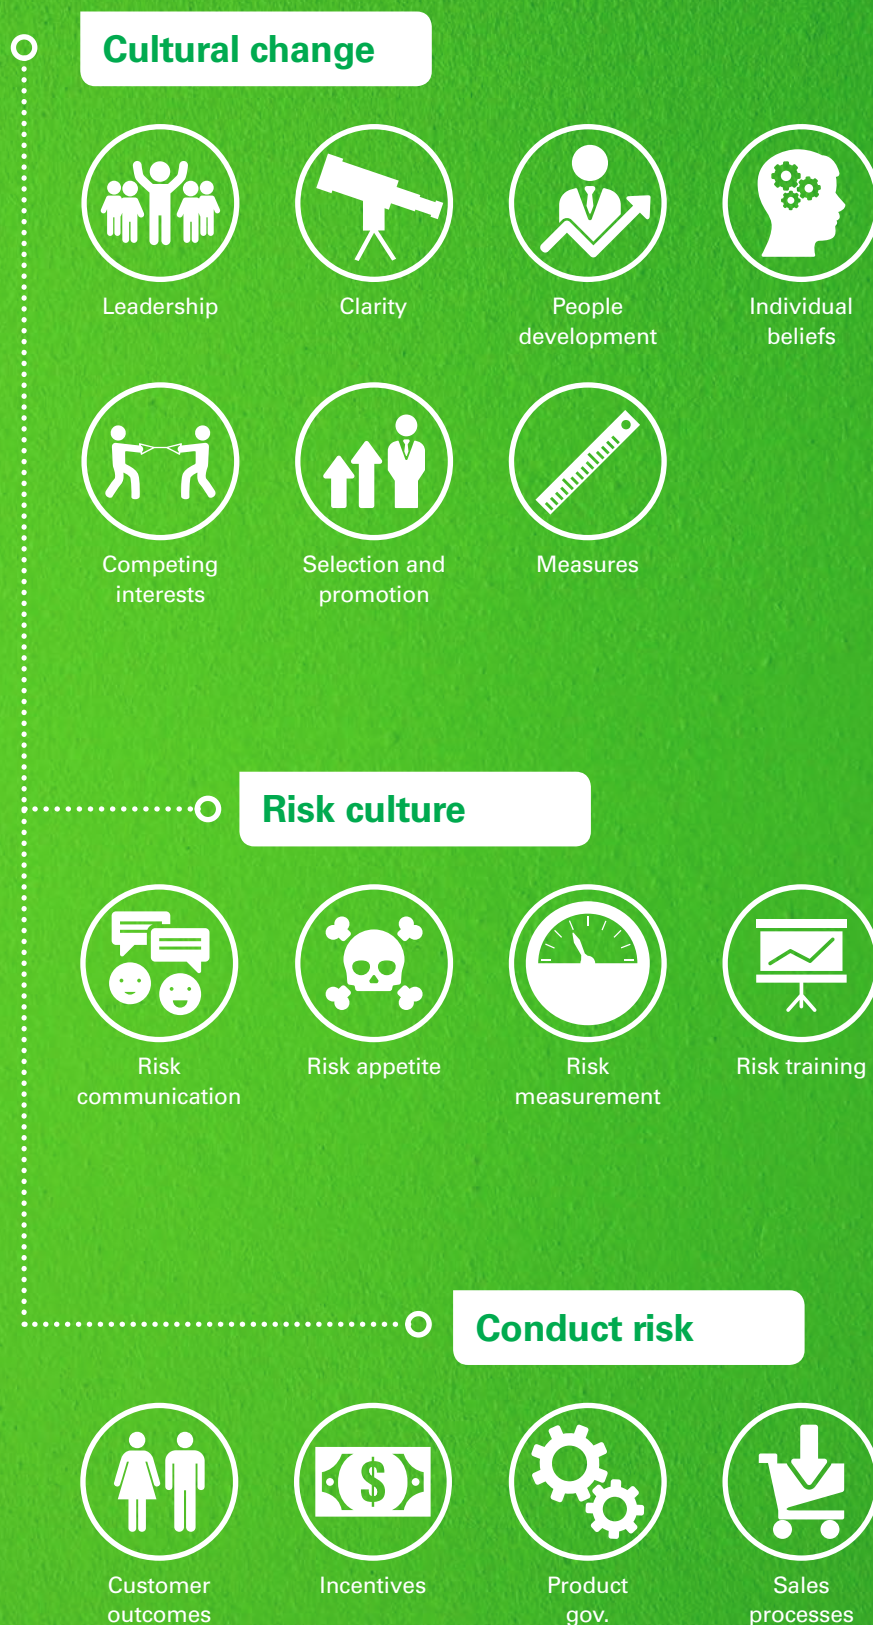 Cultural change
Leadership
Clarity
People
development
Individual
beliefs
Competing
interests
Selection and
promotion
Measures
Risk culture
Risk
communication
Risk appetite
Risk
measurement
Risk training
Conduct risk
$
Customer
outcomes
Incentives
Product
gov.
Sales
processes